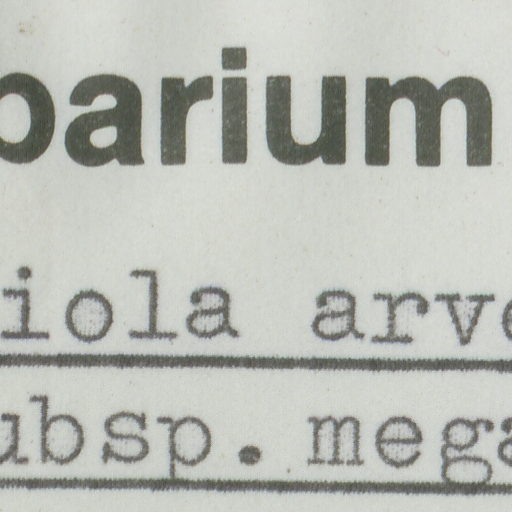 barium
iola arve
ubsp. mega